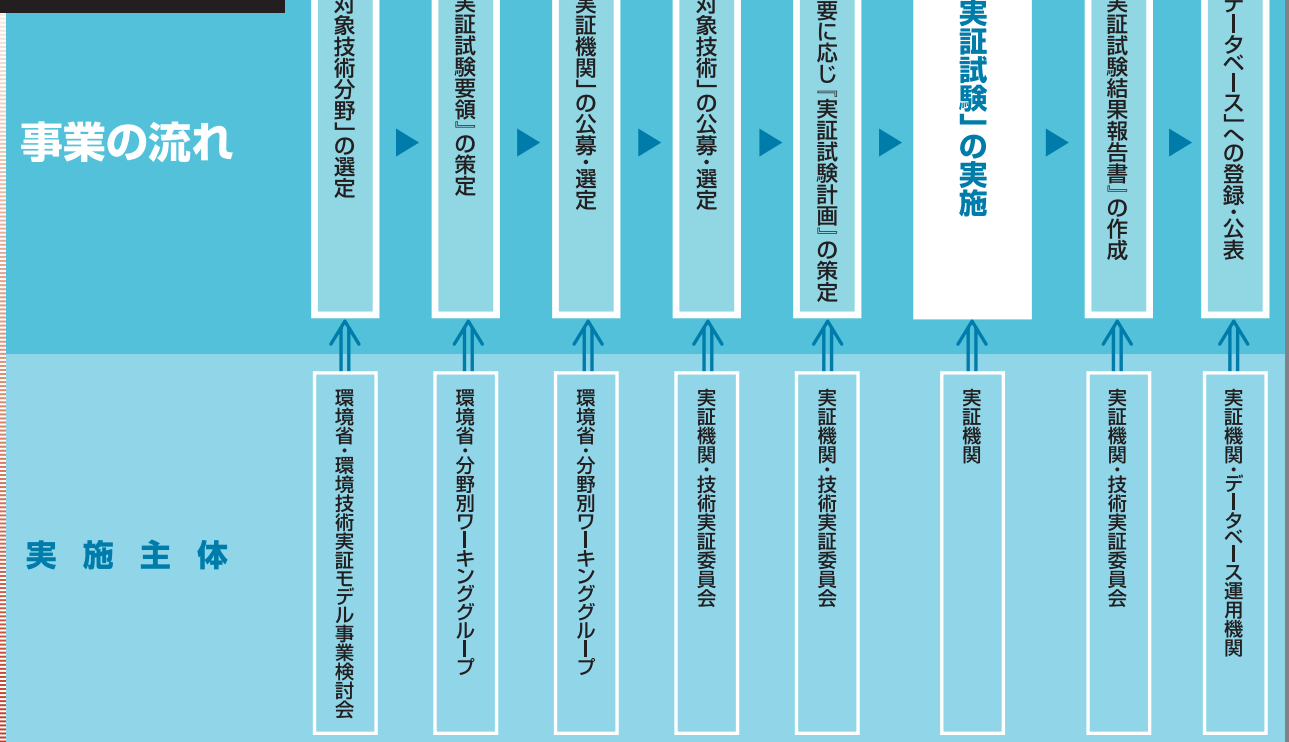 事業の流れ
対象技術分野」の選定
実証試験要領』の策定
実証機関」の公募・選定
対象技術」の公募・選定
要に応じ『実証試験計画』の策定
実証試験」の実施
実証試験結果報告書』の作成
データベース」への登録・公表
実施主体
環境省・環境技術実証モデル事業検討会
環境省・分野別ワーキンググループ
環境省・分野別ワーキンググループ
実証機関・技術実証委員会
実証機関・技術実証委員会
実証機関
実証機関・技術実証委員会
実証機関・データベース運用機関